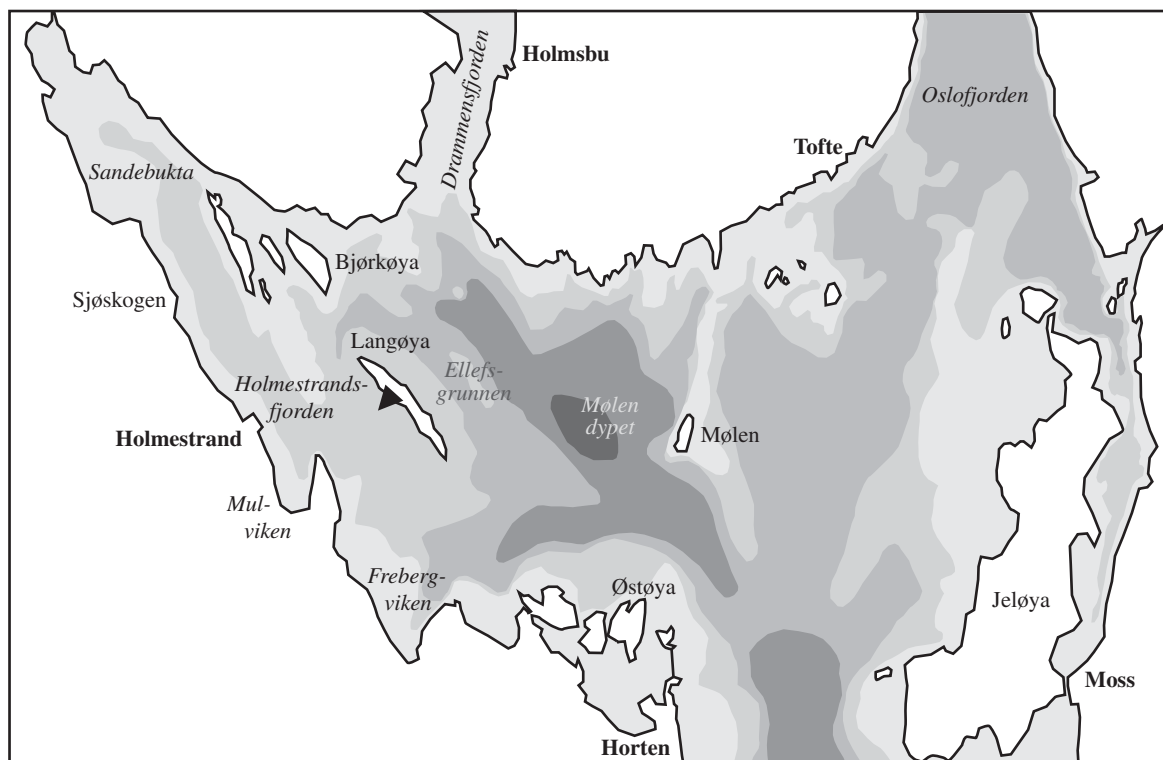 Holmsbu
Drammensfjorden
Oslofjorden
Tofte
Sandebukta
Bjørkøya
Sjøskogen
Langøya
Ellefs-
grunnen
Holmestrands-
fjorden
Mølen
dypet
Holmestrand
Mølen
Mul-
viken
Freberg-
viken
Østøya
Jeløya
Moss
Horten